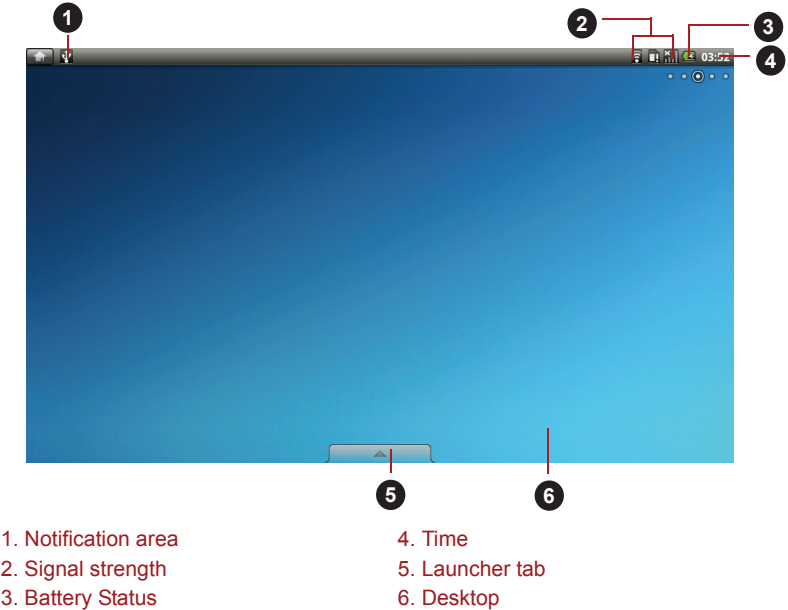 1
2
3
03:52
4
5
6
1. Notification area
2. Signal strength
3. Battery Status
4. Time
5. Launcher tab
6. Desktop